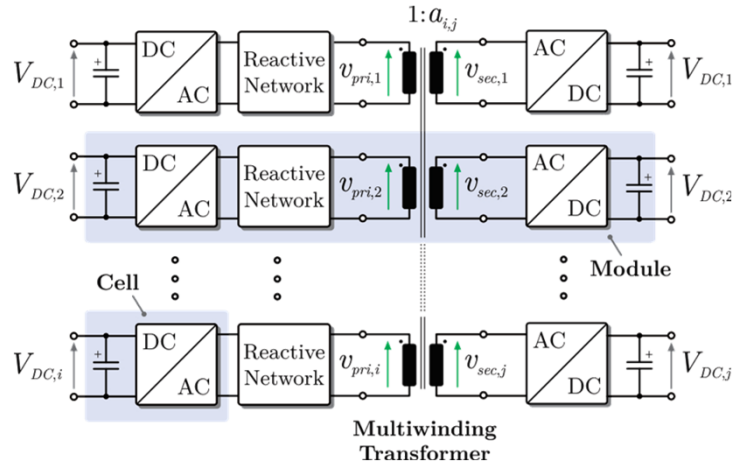 1:a_{i,j}
DC
AC
Reactive
Network
AC
DC
V_{DC,1}
+
v_{pri,1}
v_{sec,1}
+
V_{DC,1}
DC
AC
Reactive
Network
AC
DC
V_{DC,2}
+
v_{pri,2}
v_{sec,2}
+
V_{DC,2}
Cell
Module
DC
AC
Reactive
Network
AC
DC
V_{DC,i}
+
v_{pri,i}
v_{sec,j}
+
V_{DC,j}
Multiwinding
Transformer